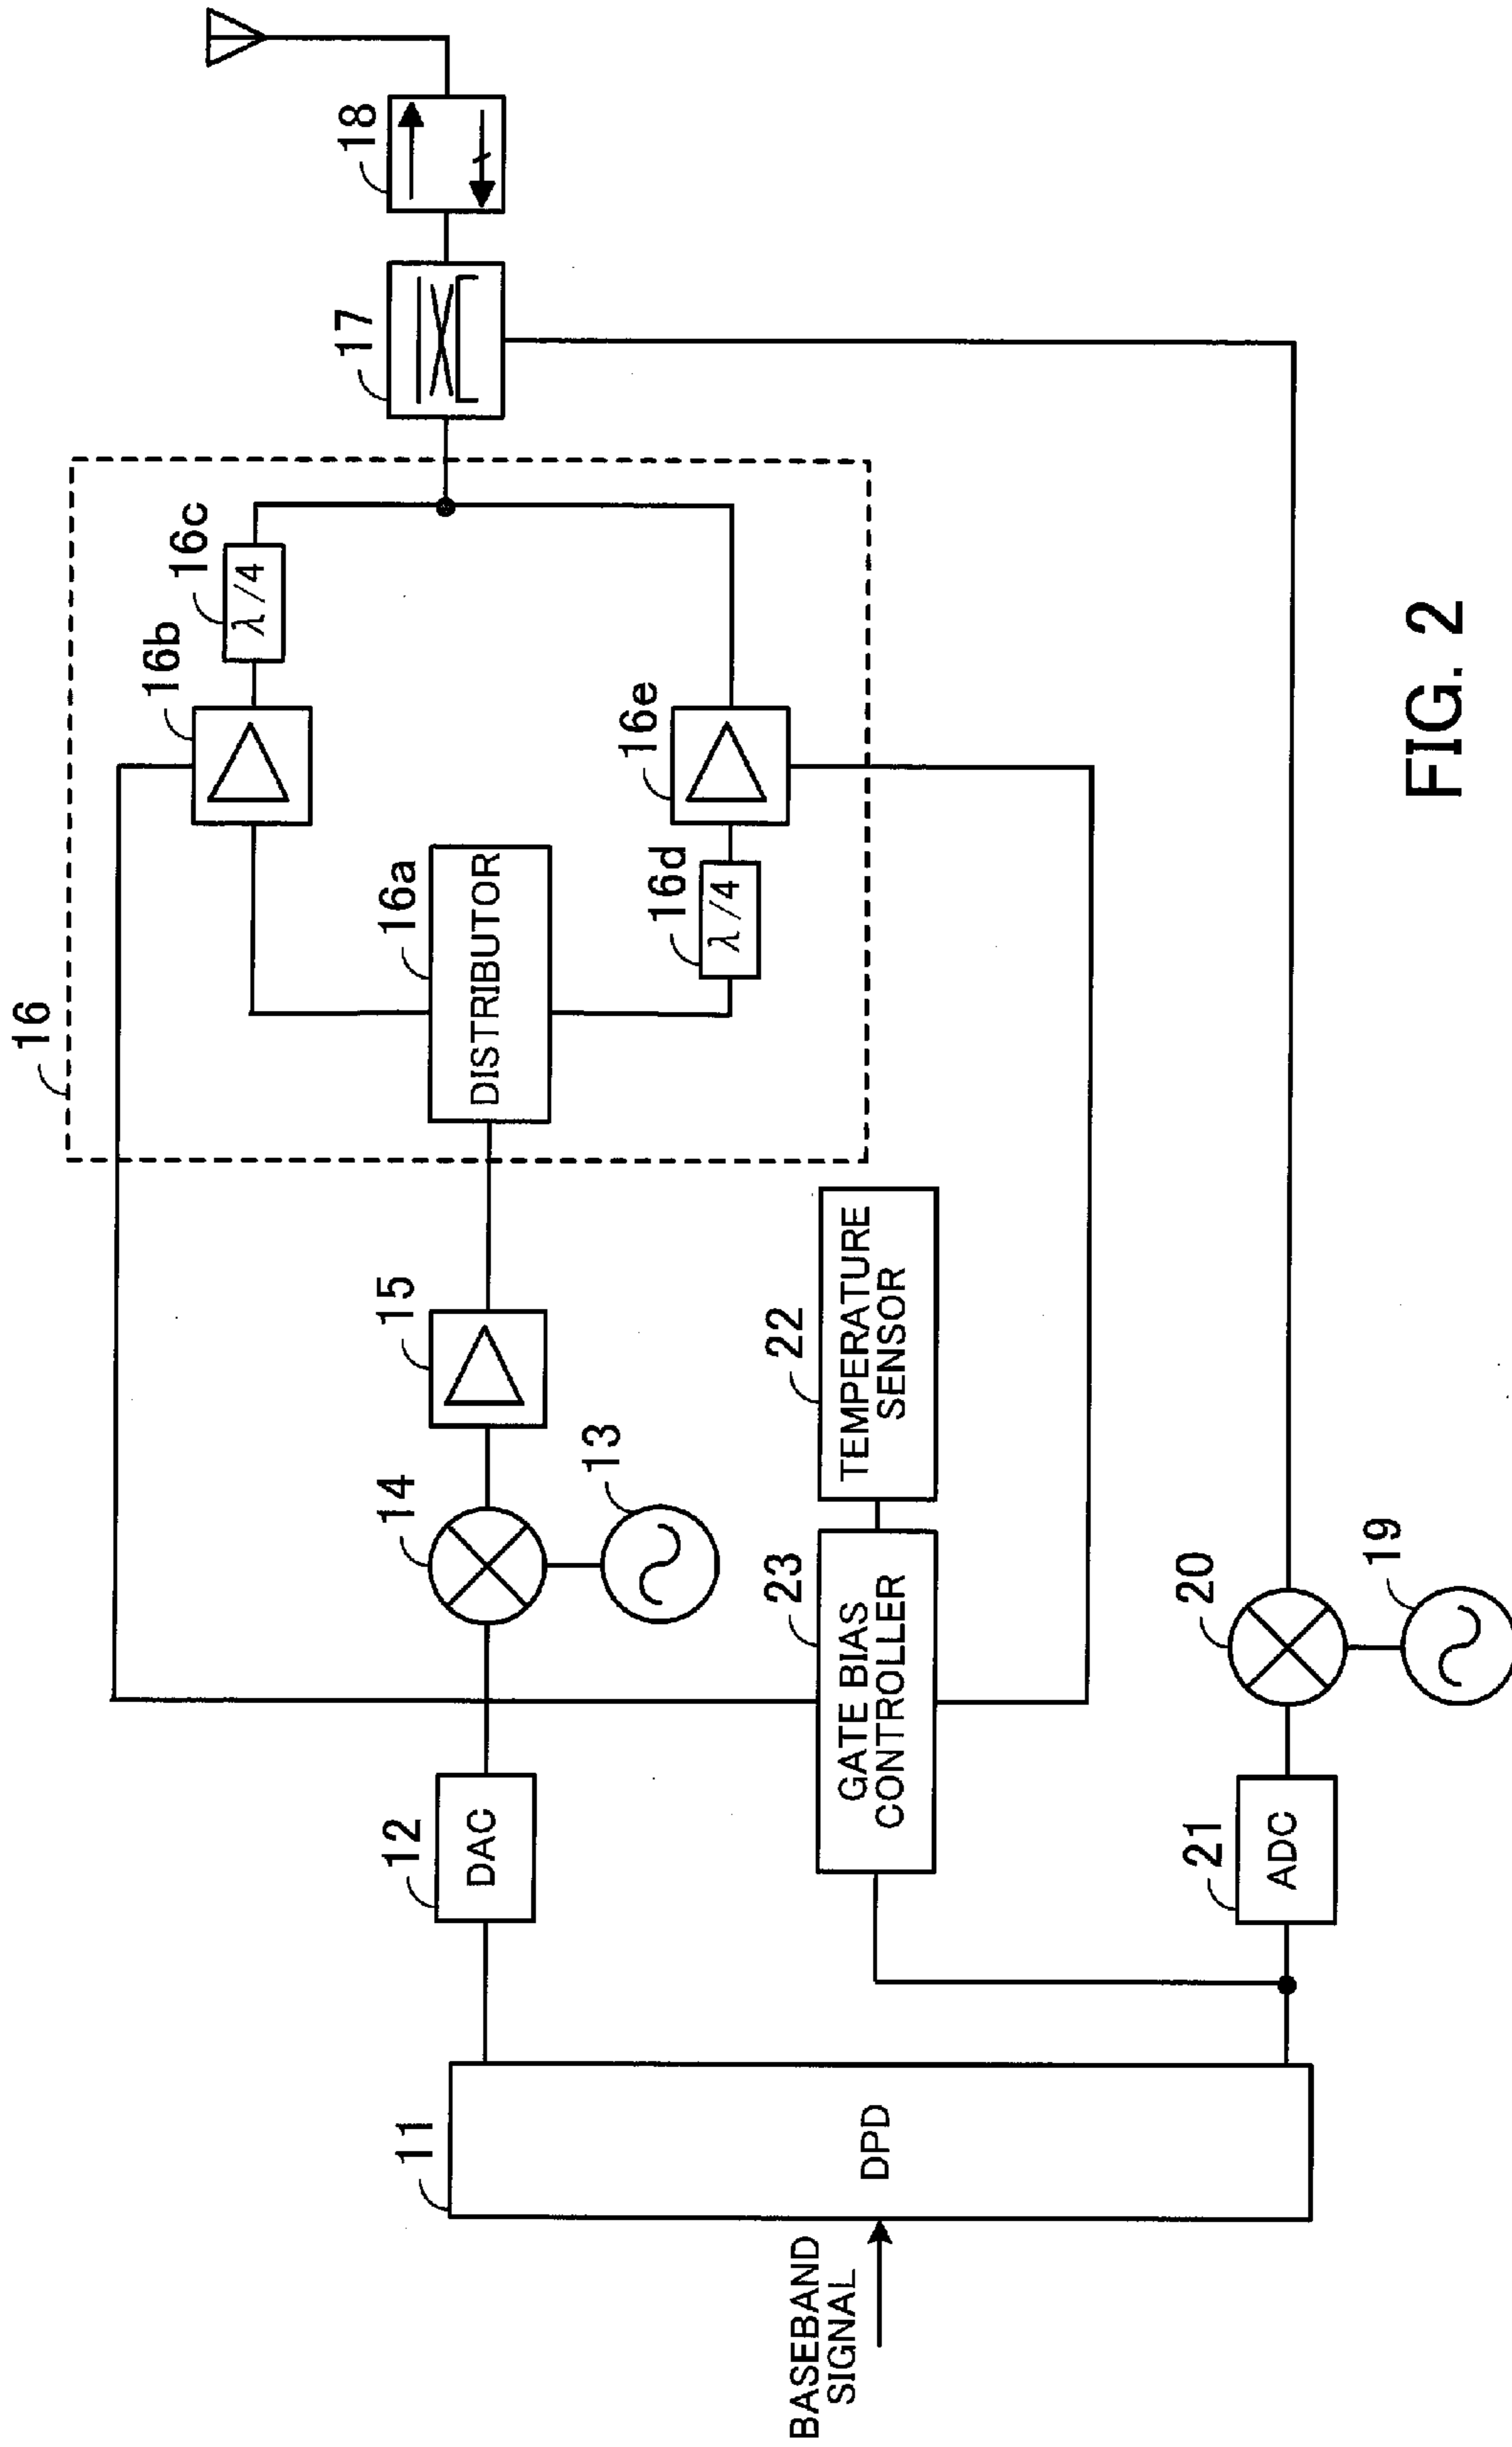 BASEBAND
SIGNAL
11
DPD
12
DAC
14
13
15
16
16a
DISTRIBUTOR
16b
16c
λ/4
16d
λ/4
16e
17
18
23
GATE BIAS
CONTROLLER
22
TEMPERATURE
SENSOR
21
ADC
20
19
FIG. 2